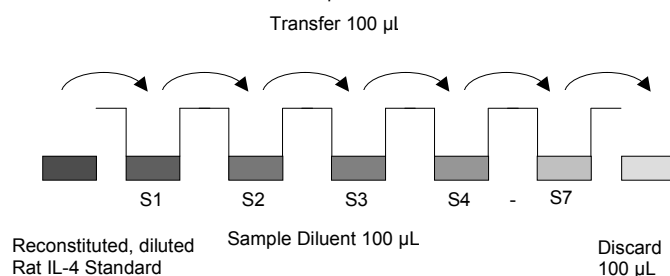 Transfer 100 µl
S1 S2 S3 S4 - S7
Sample Diluent 100 µL
Reconstituted, diluted
Rat IL-4 Standard
Discard
100 µL